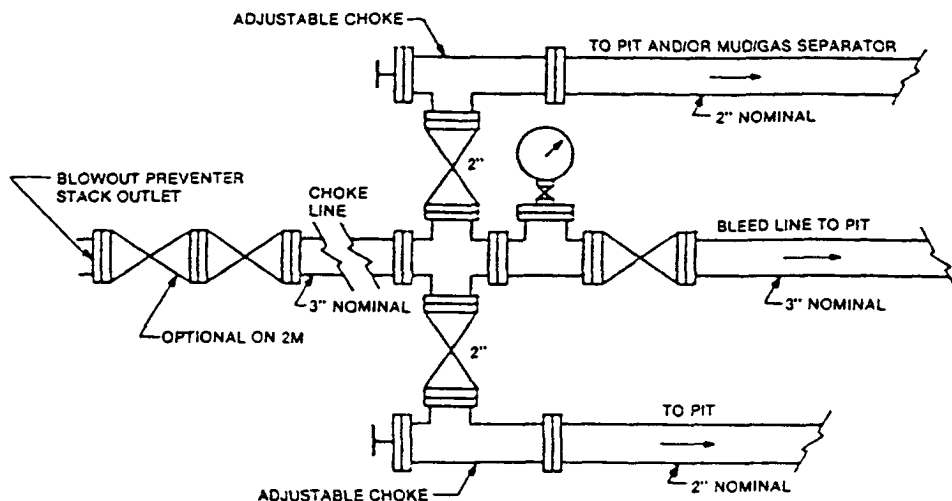 ADJUSTABLE CHOKE
TO PIT AND/OR MUD/GAS SEPARATOR
2" NOMINAL
2"
BLOWOUT PREVENTER
STACK OUTLET
CHOKE
LINE
BLEED LINE TO PIT
3" NOMINAL
3" NOMINAL
OPTIONAL ON 2M
2"
TO PIT
2" NOMINAL
ADJUSTABLE CHOKE